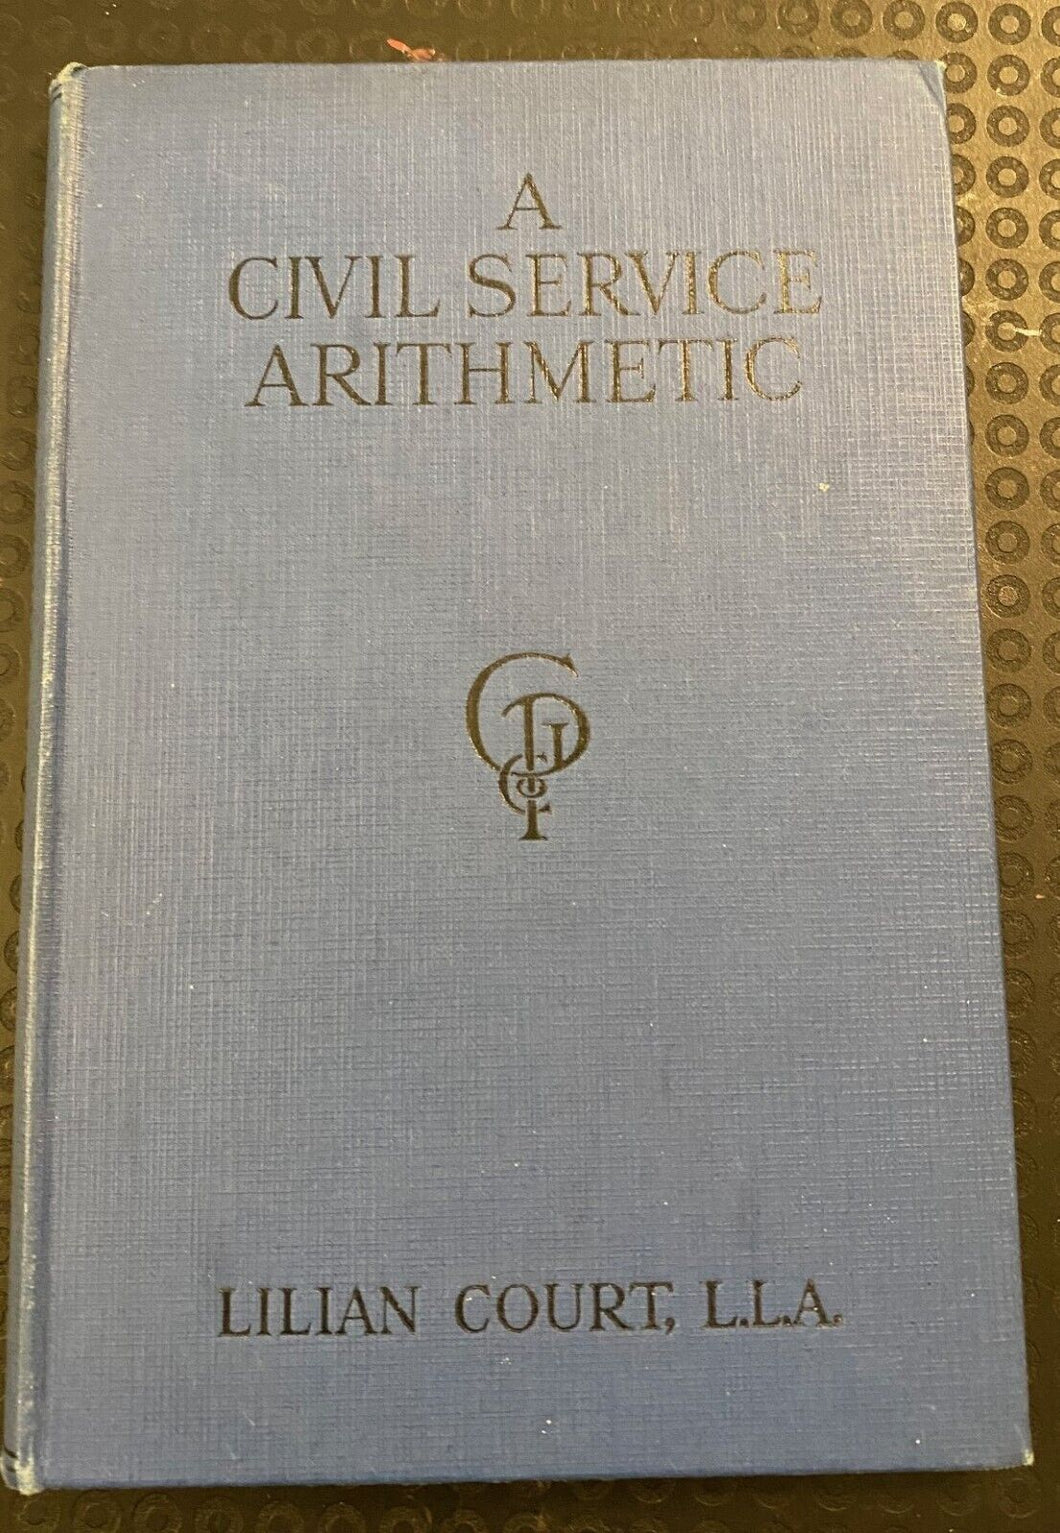 A
CIVIL SERVICE
ARITHMETIC
LILIAN COURT, L.L.A.